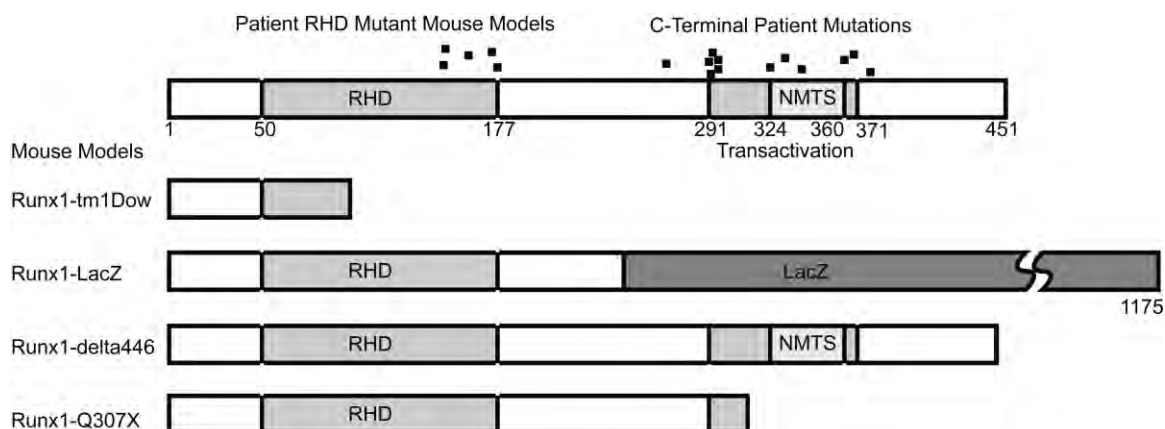 Patient RHD Mutant Mouse Models C-Terminal Patient Mutations
RHD NMTS
1 50 177 291 324 360 371 451
Mouse Models Transactivation
Runx1-tm1Dow
Runx1-LacZ RHD LacZ
1175
Runx1-delta446 RHD NMTS
Runx1-Q307X RHD